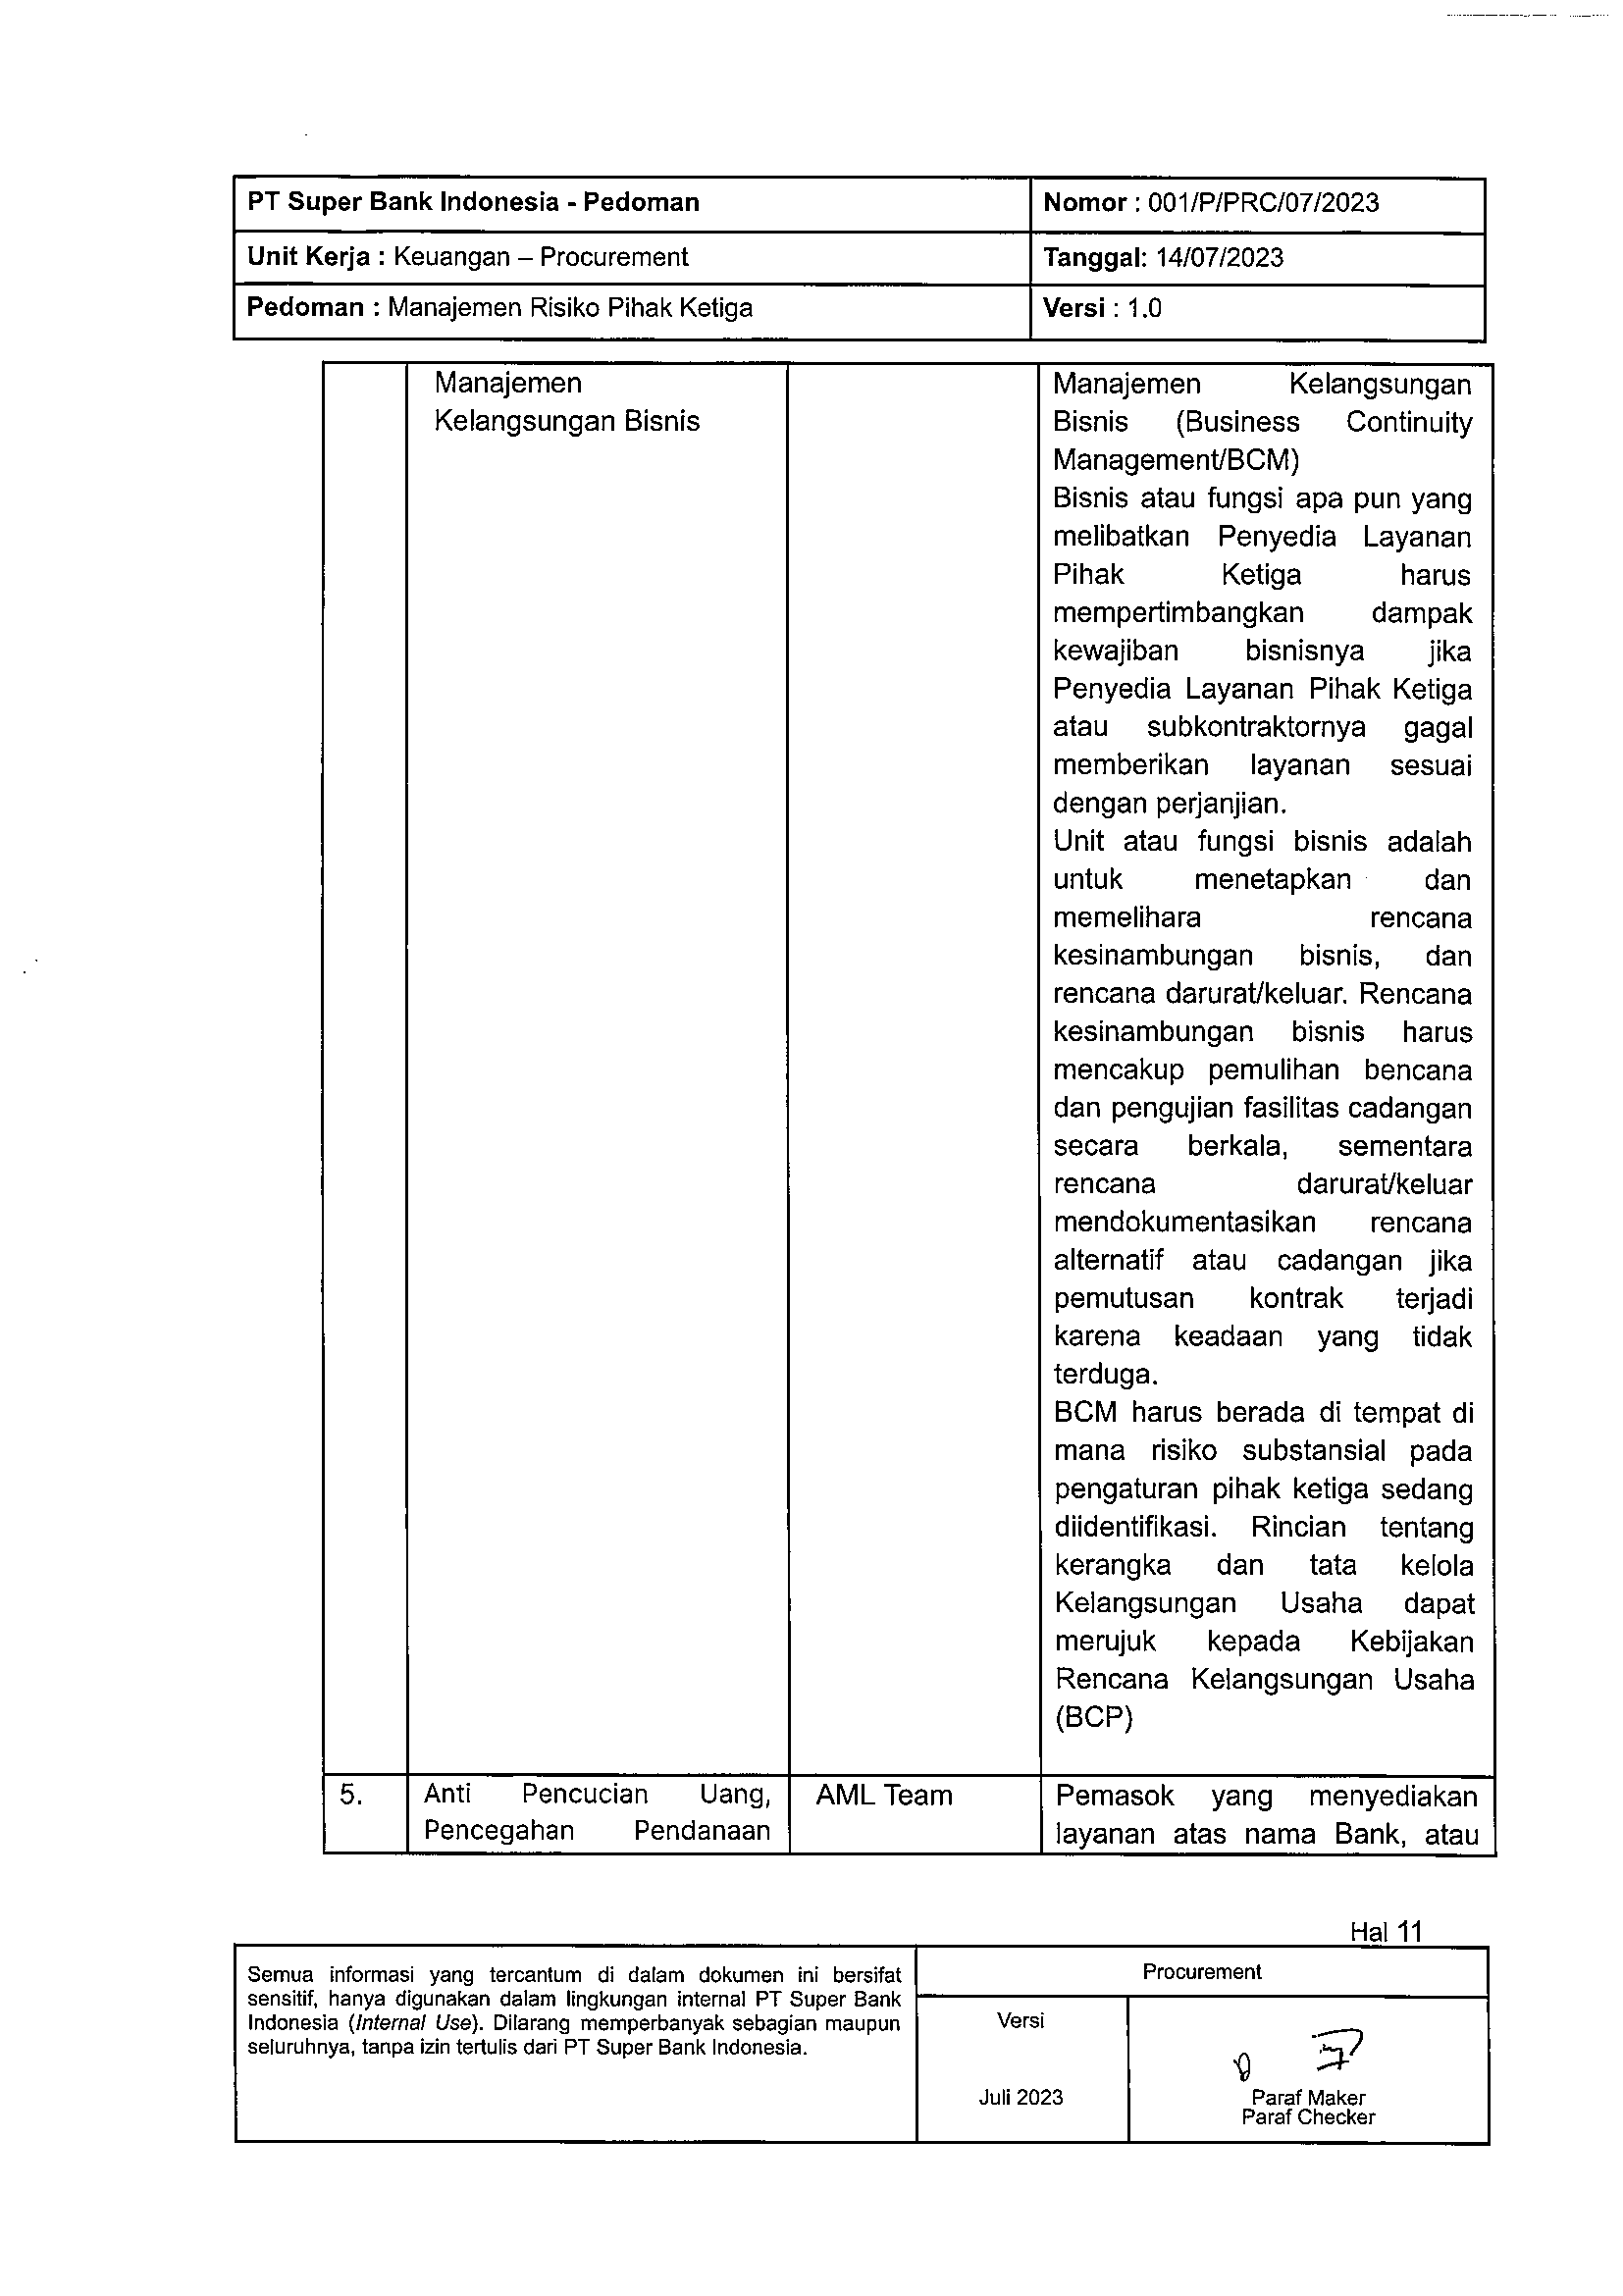 PT Super Bank Indonesia - Pedoman
Nomor : 001/P/PRC/07/2023
Unit Kerja : Keuangan – Procurement
Tanggal: 14/07/2023
Pedoman : Manajemen Risiko Pihak Ketiga
Versi : 1.0
Manajemen
Kelangsungan Bisnis
Manajemen Kelangsungan
Bisnis (Business Continuity
Management/BCM)
Bisnis atau fungsi apa pun yang
melibatkan Penyedia Layanan
Pihak Ketiga harus
mempertimbangkan dampak
kewajiban bisnisnya jika
Penyedia Layanan Pihak Ketiga
atau subkontraktornya gagal
memberikan layanan sesuai
dengan perjanjian.
Unit atau fungsi bisnis adalah
untuk menetapkan dan
memelihara rencana
kesinambungan bisnis, dan
rencana darurat/keluar. Rencana
kesinambungan bisnis harus
mencakup pemulihan bencana
dan pengujian fasilitas cadangan
secara berkala, sementara
rencana darurat/keluar
mendokumentasikan rencana
alternatif atau cadangan jika
pemutusan kontrak terjadi
karena keadaan yang tidak
terduga.
BCM harus berada di tempat di
mana risiko substansial pada
pengaturan pihak ketiga sedang
diidentifikasi. Rincian tentang
kerangka dan tata kelola
Kelangsungan Usaha dapat
merujuk kepada Kebijakan
Rencana Kelangsungan Usaha
(BCP)
5.
Anti Pencucian Uang,
Pencegahan Pendanaan
AML Team
Pemasok yang menyediakan
layanan atas nama Bank, atau
Hal 11
Semua informasi yang tercantum di dalam dokumen ini bersifat
sensitif, hanya digunakan dalam lingkungan internal PT Super Bank
Indonesia (Internal Use). Dilarang memperbanyak sebagian maupun
seluruhnya, tanpa izin tertulis dari PT Super Bank Indonesia.
Procurement
Versi
Juli 2023
Paraf Maker
Paraf Checker